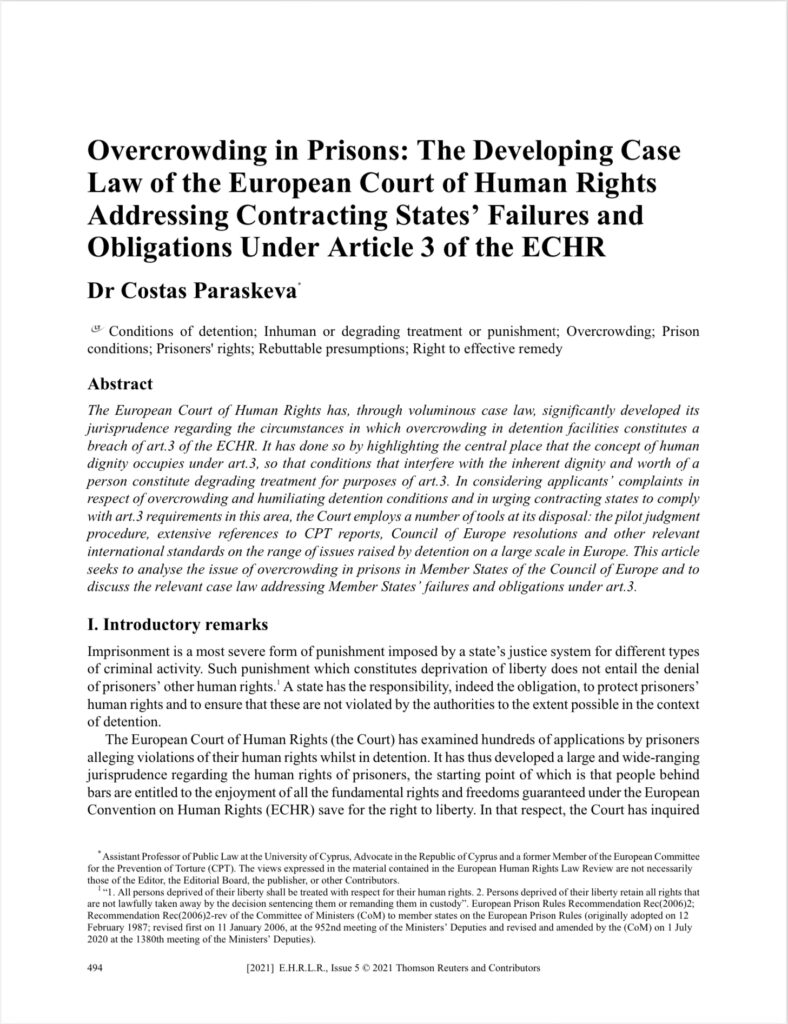 Overcrowding in Prisons: The Developing Case
Law of the European Court of Human Rights
Addressing Contracting States’ Failures and
Obligations Under Article 3 of the ECHR
Dr Costas Paraskeva*
Conditions of detention; Inhuman or degrading treatment or punishment; Overcrowding; Prison
conditions; Prisoners' rights; Rebuttable presumptions; Right to effective remedy
Abstract
The European Court of Human Rights has, through voluminous case law, significantly developed its
jurisprudence regarding the circumstances in which overcrowding in detention facilities constitutes a
breach of art.3 of the ECHR. It has done so by highlighting the central place that the concept of human
dignity occupies under art.3, so that conditions that interfere with the inherent dignity and worth of a
person constitute degrading treatment for purposes of art.3. In considering applicants’ complaints in
respect of overcrowding and humiliating detention conditions and in urging contracting states to comply
with art.3 requirements in this area, the Court employs a number of tools at its disposal: the pilot judgment
procedure, extensive references to CPT reports, Council of Europe resolutions and other relevant
international standards on the range of issues raised by detention on a large scale in Europe. This article
seeks to analyse the issue of overcrowding in prisons in Member States of the Council of Europe and to
discuss the relevant case law addressing Member States’ failures and obligations under art.3.
I. Introductory remarks
Imprisonment is a most severe form of punishment imposed by a state’s justice system for different types
of criminal activity. Such punishment which constitutes deprivation of liberty does not entail the denial
of prisoners’ other human rights.1 A state has the responsibility, indeed the obligation, to protect prisoners’
human rights and to ensure that these are not violated by the authorities to the extent possible in the context
of detention.
The European Court of Human Rights (the Court) has examined hundreds of applications by prisoners
alleging violations of their human rights whilst in detention. It has thus developed a large and wide-ranging
jurisprudence regarding the human rights of prisoners, the starting point of which is that people behind
bars are entitled to the enjoyment of all the fundamental rights and freedoms guaranteed under the European
Convention on Human Rights (ECHR) save for the right to liberty. In that respect, the Court has inquired
* Assistant Professor of Public Law at the University of Cyprus, Advocate in the Republic of Cyprus and a former Member of the European Committee
for the Prevention of Torture (CPT). The views expressed in the material contained in the European Human Rights Law Review are not necessarily
those of the Editor, the Editorial Board, the publisher, or other Contributors.
1 “1. All persons deprived of their liberty shall be treated with respect for their human rights. 2. Persons deprived of their liberty retain all rights that
are not lawfully taken away by the decision sentencing them or remanding them in custody”. European Prison Rules Recommendation Rec(2006)2;
Recommendation Rec(2006)2-rev of the Committee of Ministers (CoM) to member states on the European Prison Rules (originally adopted on 12
February 1987; revised first on 11 January 2006, at the 952nd meeting of the Ministers’ Deputies and revised and amended by the (CoM) on 1 July
2020 at the 1380th meeting of the Ministers’ Deputies).
494 [2021] E.H.R.L.R., Issue 5 © 2021 Thomson Reuters and Contributors